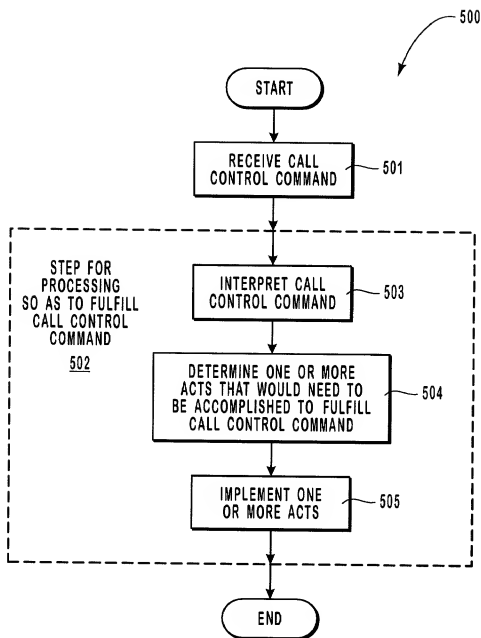 500
START
RECEIVE CALL
CONTROL COMMAND
501
STEP FOR
PROCESSING
SO AS TO FULFILL
CALL CONTROL
COMMAND
502
INTERPRET CALL
CONTROL COMMAND
503
DETERMINE ONE OR MORE
ACTS THAT WOULD NEED TO
BE ACCOMPLISHED TO FULFILL
CALL CONTROL COMMAND
504
IMPLEMENT ONE
OR MORE ACTS
505
END